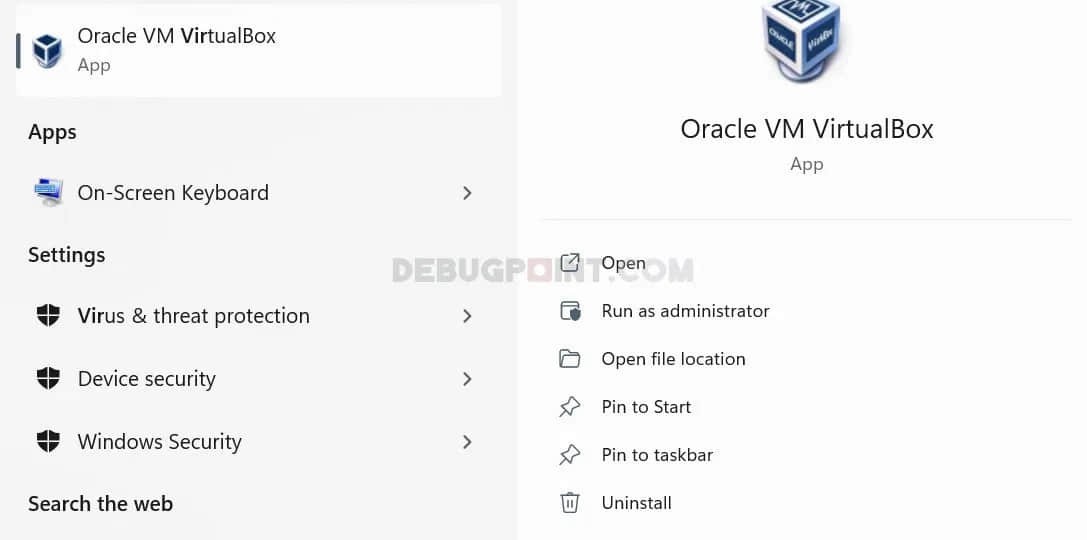 Oracle VM VirtualBox
App
Apps
On-Screen Keyboard
Settings
Virus & threat protection
Device security
Windows Security
Search the web
ORACLE
VirtualBox
Oracle VM VirtualBox
App
Open
Run as administrator
Open file location
Pin to Start
Pin to taskbar
Uninstall
DEBUGPOINT.COM